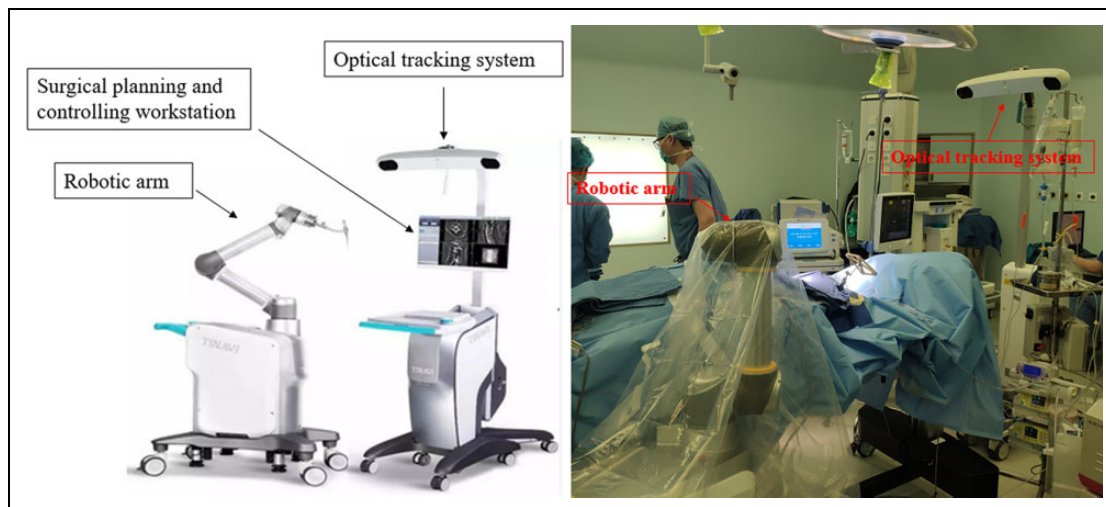 Optical tracking system
Surgical planning and
controlling workstation
Robotic arm
TINAVI
TINAVI
Optical tracking system
Robotic arm